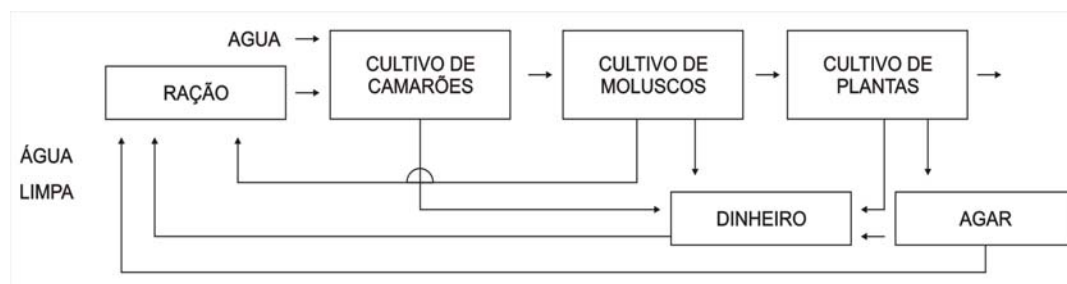 AGUA
CULTIVO DE
CAMARÕES
CULTIVO DE
MOLUSCOS
CULTIVO DE
PLANTAS
RAÇÃO
ÁGUA
LIMPA
DINHEIRO
AGAR